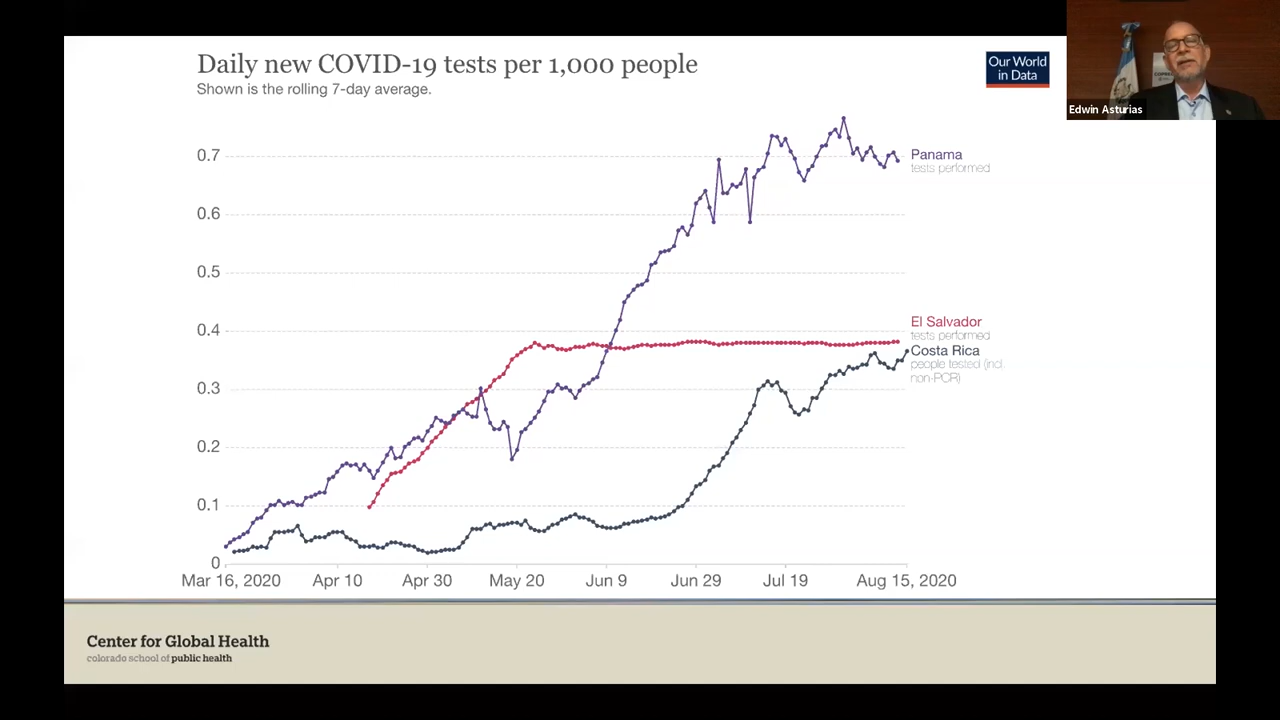 Daily new COVID-19 tests per 1,000 people
Shown is the rolling 7-day average.
Our World
in Data
Edwin Asturias
0.7
0.6
0.5
0.4
0.3
0.2
0.1
0
Panama
tests performed
El Salvador
tests performed
Costa Rica
people tested (incl.
non-PCR)
Mar 16, 2020
Apr 10
Apr 30
May 20
Jun 9
Jun 29
Jul 19
Aug 15, 2020
Center for Global Health
colorado school of public health